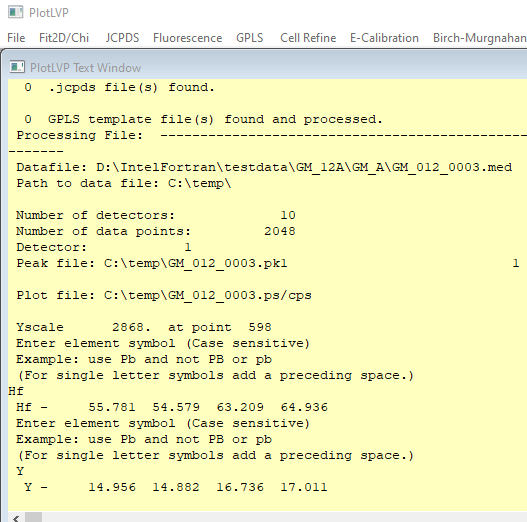 PlotLVP
File Fit2D/Chi JCPDS Fluorescence GPLS Cell Refine E-Calibration Birch-Murgnahan
PlotLVP Text Window
0 .jcpds file(s) found.
0 GPLS template file(s) found and processed.
Processing File: ----------------------------------------------
-------
Datafile: D:\IntelFortran\testdata\GM_12A\GM_A\GM_012_0003.med
Path to data file: C:\temp\
Number of detectors: 10
Number of data points: 2048
Detector: 1
Peak file: C:\temp\GM_012_0003.pk1 1
Plot file: C:\temp\GM_012_0003.ps/cps
Yscale 2868. at point 598
Enter element symbol (Case sensitive)
Example: use Pb and not PB or pb
(For single letter symbols add a preceding space.)
Hf
Hf - 55.781 54.579 63.209 64.936
Enter element symbol (Case sensitive)
Example: use Pb and not PB or pb
(For single letter symbols add a preceding space.)
Y
Y - 14.956 14.882 16.736 17.011